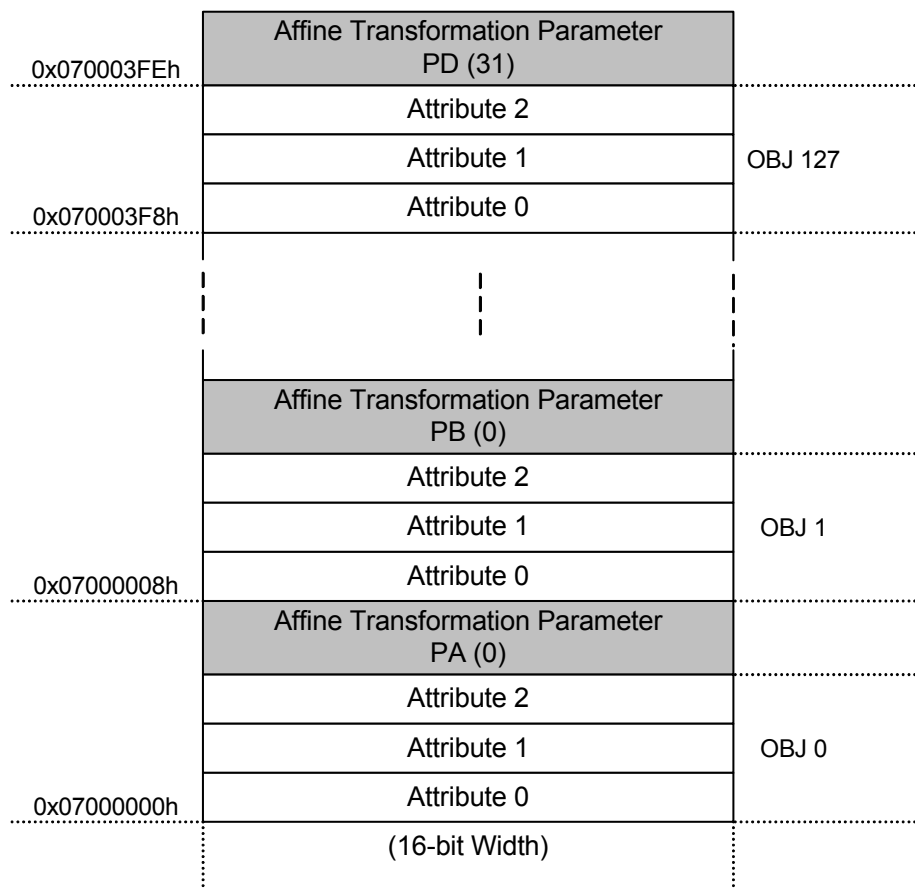 Affine Transformation Parameter
PD (31)
0x070003FEh
Attribute 2
Attribute 1
OBJ 127
Attribute 0
0x070003F8h
Affine Transformation Parameter
PB (0)
Attribute 2
Attribute 1
OBJ 1
Attribute 0
0x07000008h
Affine Transformation Parameter
PA (0)
Attribute 2
Attribute 1
OBJ 0
Attribute 0
0x07000000h
(16-bit Width)